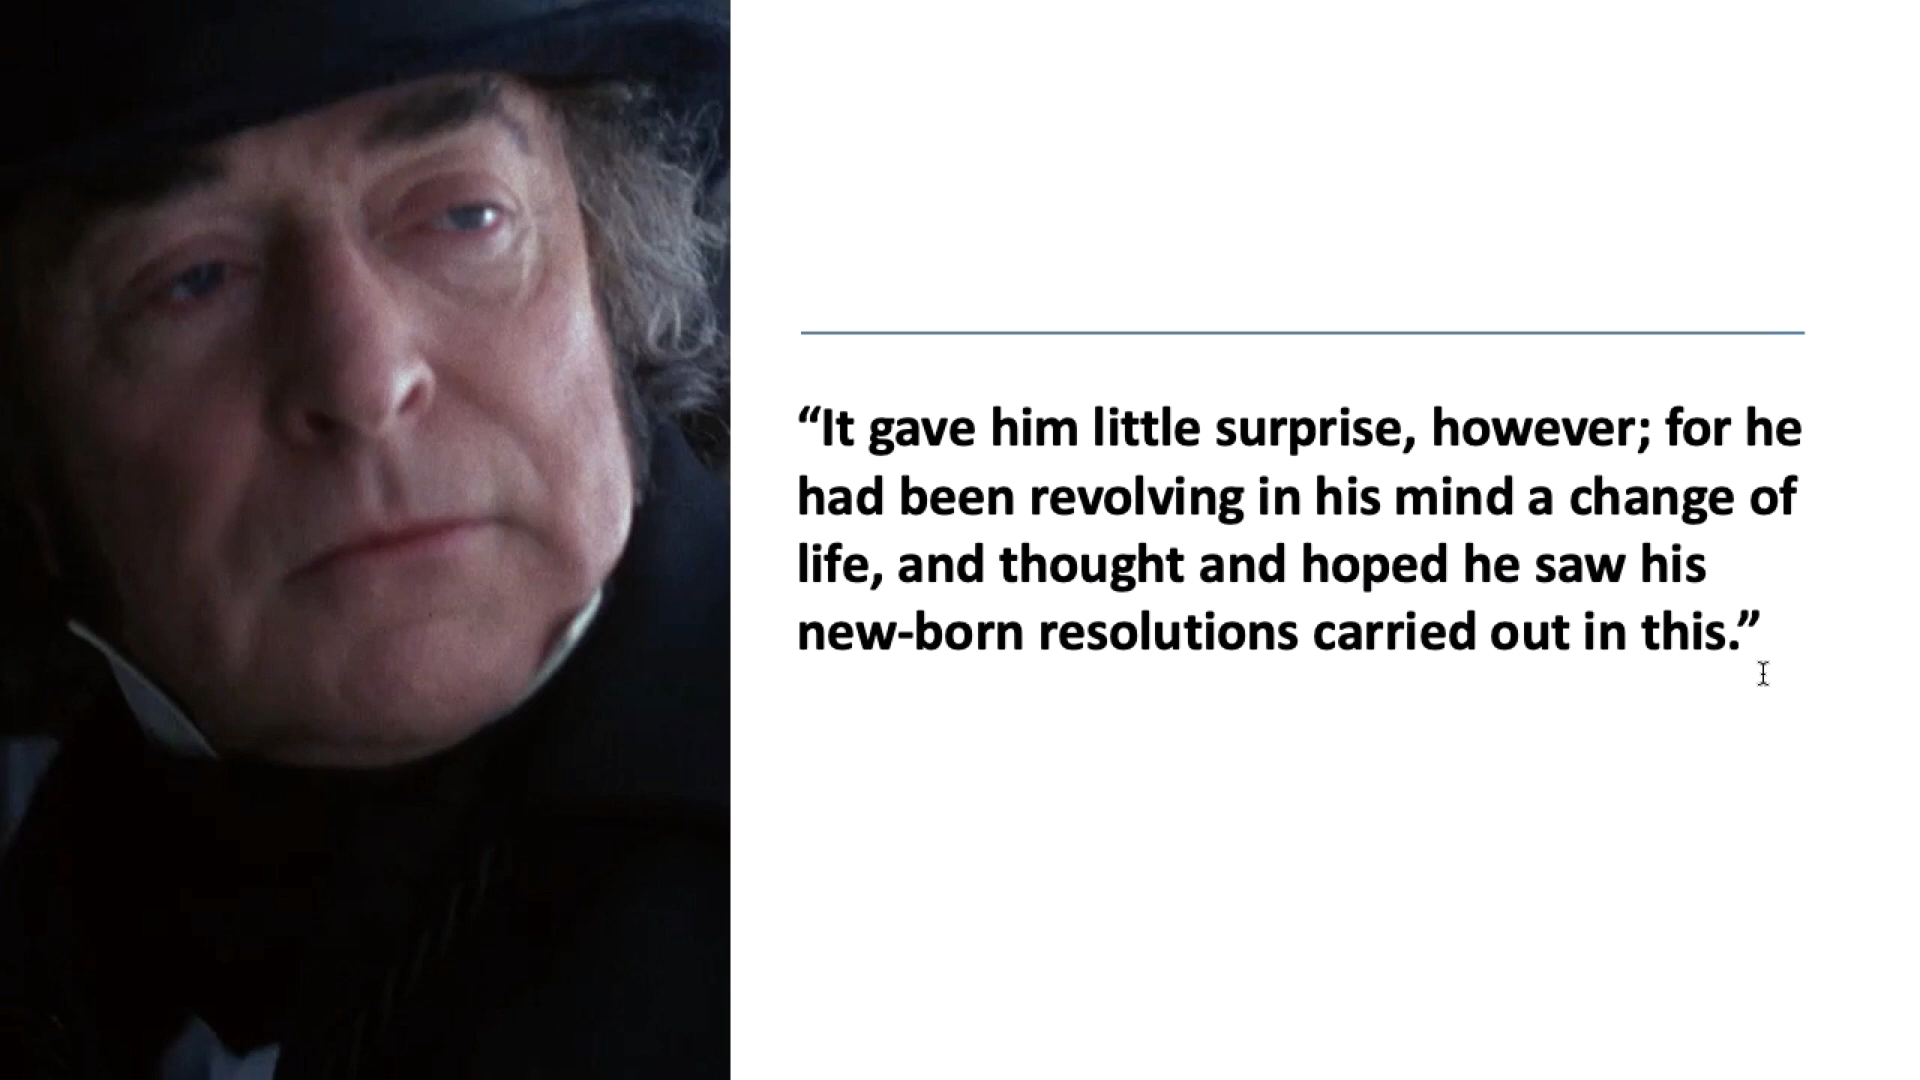 “It gave him little surprise, however; for he
had been revolving in his mind a change of
life, and thought and hoped he saw his
new-born resolutions carried out in this.”